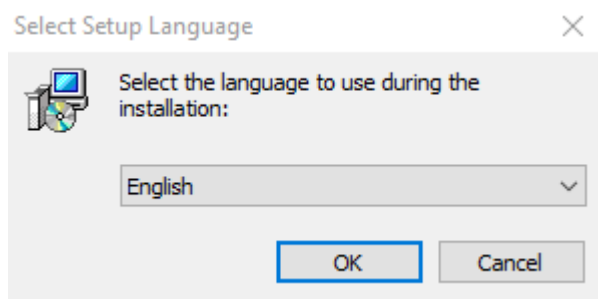 Select Setup Language
Select the language to use during the
installation:
English
OK
Cancel